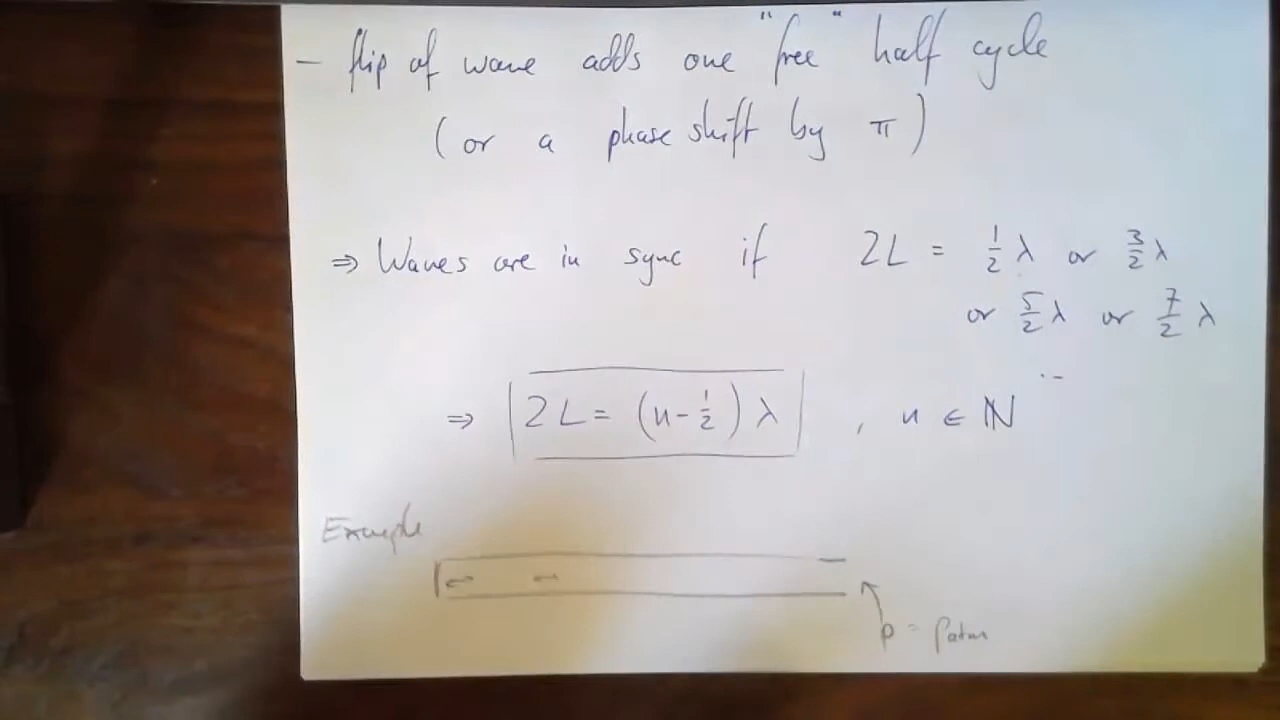 — flip of wave adds one "free" half cycle
(or a phase shift by π)
⇒ Waves are in sync if 2L = 1/2 λ or 3/2 λ
or 5/2 λ or 7/2 λ
...
⇒ 2L = (n-1/2) λ , n ∈ ℕ
Example
p = Patm